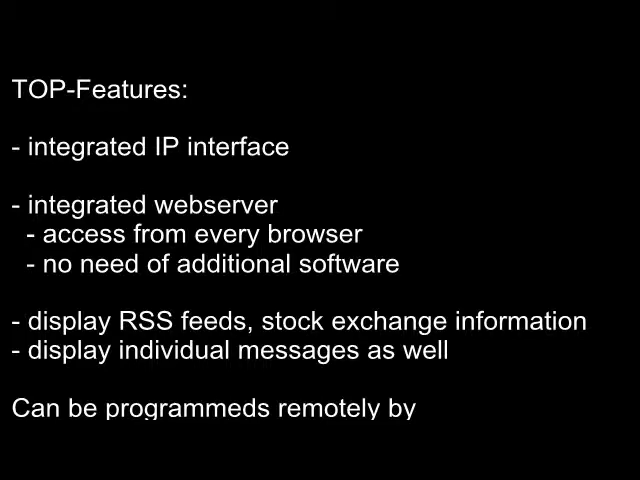 TOP-Features:
- integrated IP interface
- integrated webserver
- access from every browser
- no need of additional software
- display RSS feeds, stock exchange information
- display individual messages as well
Can be programmeds remotely by